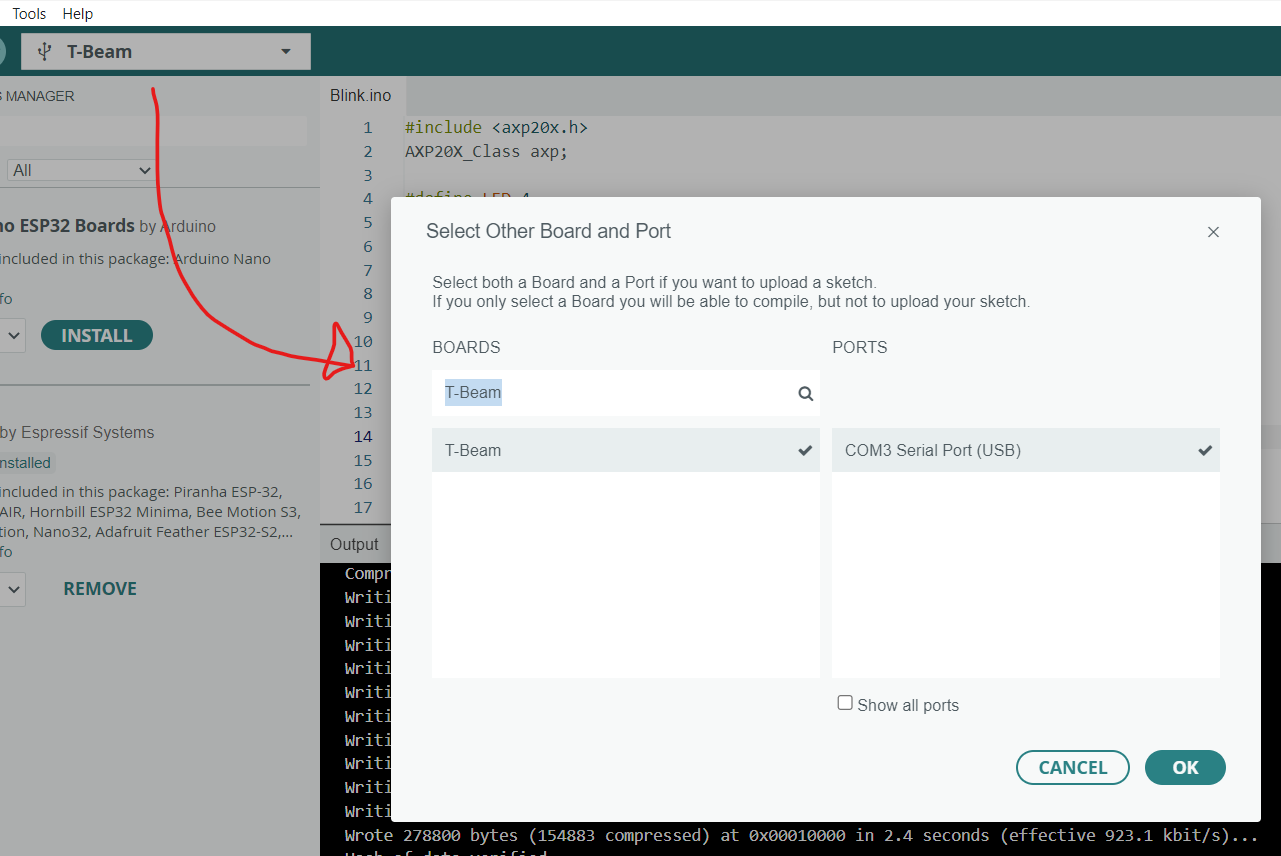 Tools Help
T-Beam
S MANAGER
All
no ESP32 Boards by Arduino
included in this package: Arduino Nano
fo
INSTALL
by Espressif Systems
nstalled
included in this package: Piranha ESP-32,
AIR, Hornbill ESP32 Minima, Bee Motion S3,
tion, Nano32, Adafruit Feather ESP32-S2,...
fo
REMOVE
Blink.ino
1 #include <axp20x.h>
2 AXP20X_Class axp;
3
4 #define LED 4
5
6
7
8
9
10
11
12
13
14
15
16
17
Output
Compr
Writi
Writi
Writi
Writi
Writi
Writi
Writi
Writi
Writi
Writi
Wrote 278800 bytes (154883 compressed) at 0x00010000 in 2.4 seconds (effective 923.1 kbit/s)...
Hash of data verified
Select Other Board and Port
Select both a Board and a Port if you want to upload a sketch.
If you only select a Board you will be able to compile, but not to upload your sketch.
BOARDS
T-Beam
T-Beam
PORTS
COM3 Serial Port (USB)
Show all ports
CANCEL OK